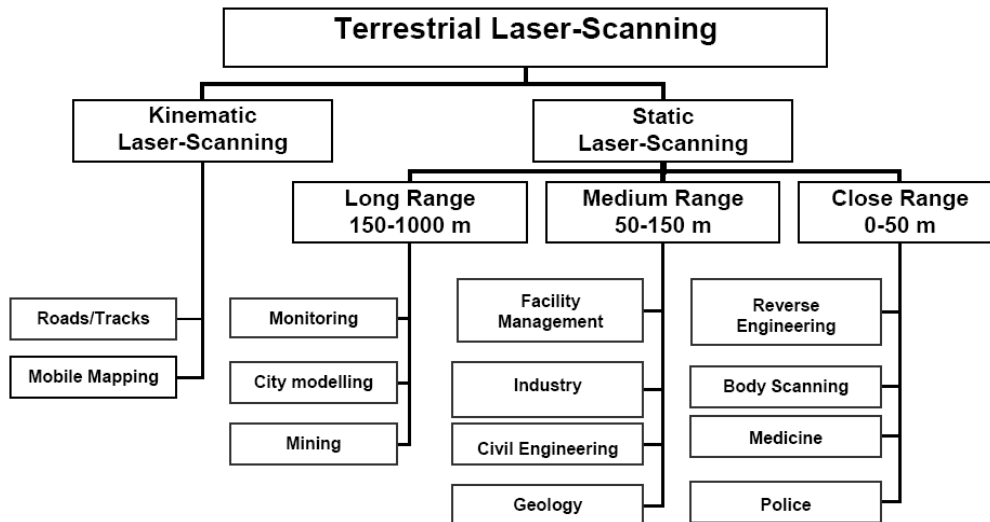 Terrestrial Laser-Scanning
Kinematic
Laser-Scanning
Static
Laser-Scanning
Long Range
150-1000 m
Medium Range
50-150 m
Close Range
0-50 m
Roads/Tracks
Mobile Mapping
Monitoring
City modelling
Mining
Facility
Management
Industry
Civil Engineering
Geology
Reverse
Engineering
Body Scanning
Medicine
Police